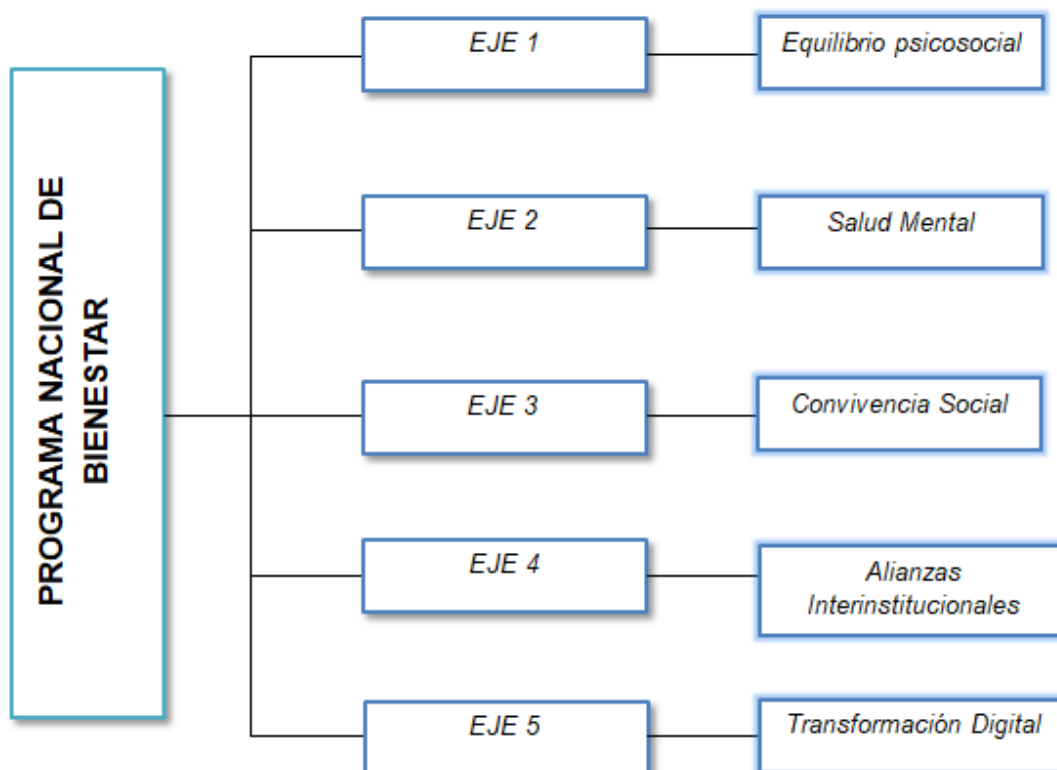 PROGRAMA NACIONAL DE
BIENESTAR
EJE 1
Equilibrio psicosocial
EJE 2
Salud Mental
EJE 3
Convivencia Social
EJE 4
Alianzas
Interinstitucionales
EJE 5
Transformación Digital